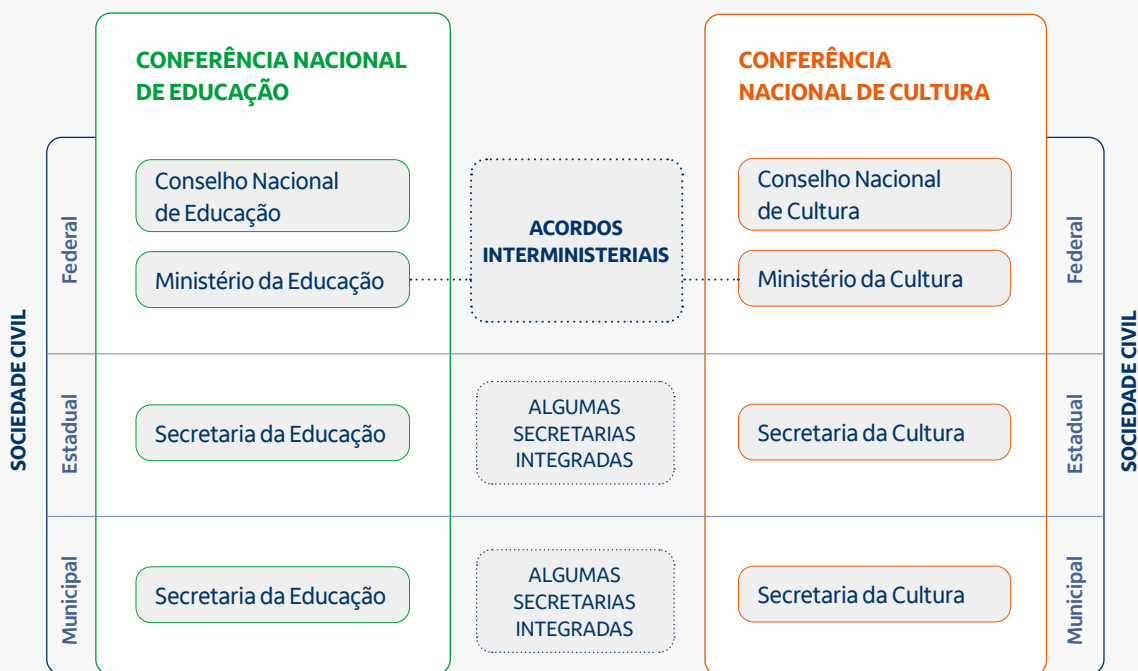 CONFERÊNCIA NACIONAL
DE EDUCAÇÃO
CONFERÊNCIA
NACIONAL DE CULTURA
SOCIEDADE CIVIL
Federal
Conselho Nacional
de Educação
Ministério da Educação
ACORDOS
INTERMINISTERIAIS
Conselho Nacional
de Cultura
Ministério da Cultura
Federal
SOCIEDADE CIVIL
Estadual
Secretaria da Educação
ALGUMAS
SECRETARIAS
INTEGRADAS
Secretaria da Cultura
Estadual
Municipal
Secretaria da Educação
ALGUMAS
SECRETARIAS
INTEGRADAS
Secretaria da Cultura
Municipal